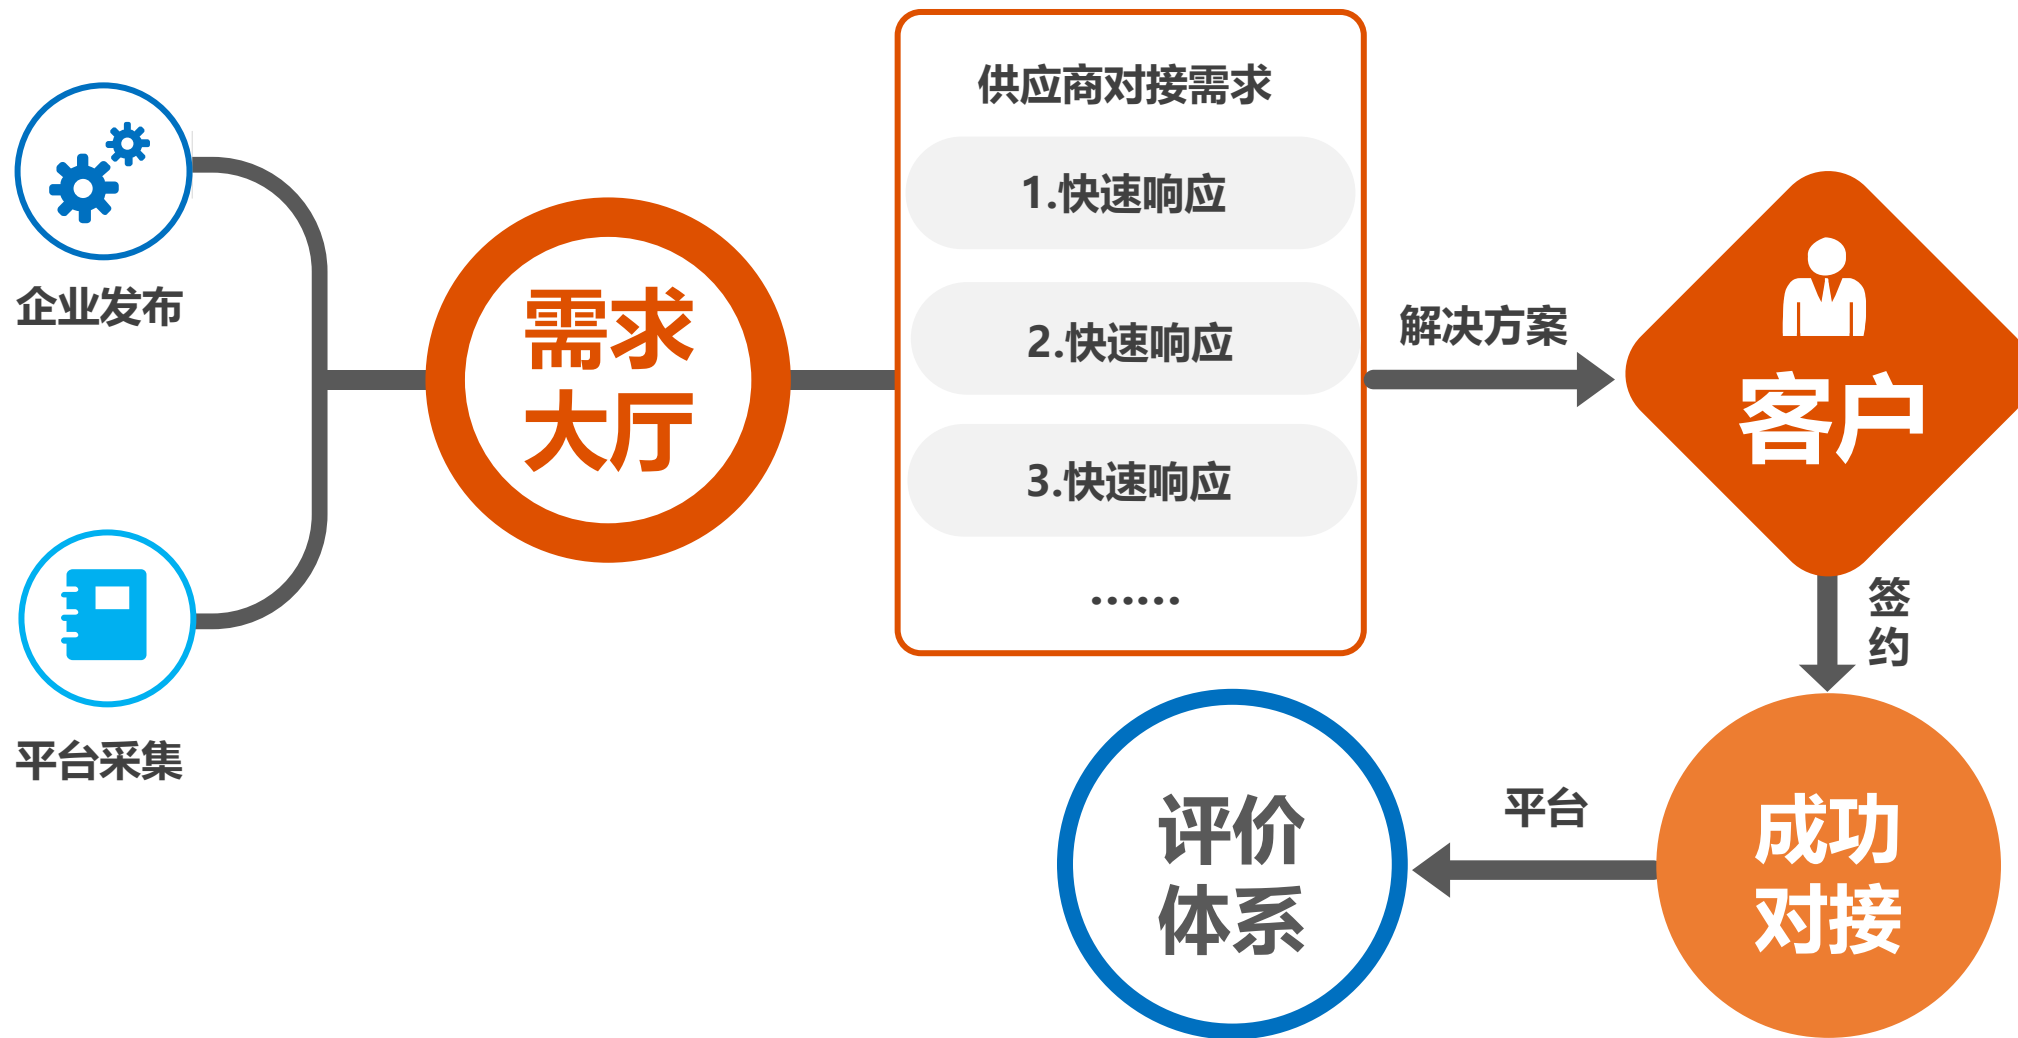 企业发布
平台采集
需求
大厅
供应商对接需求
1.快速响应
2.快速响应
3.快速响应
……
解决方案
客户
签
约
成功
对接
平台
评价
体系